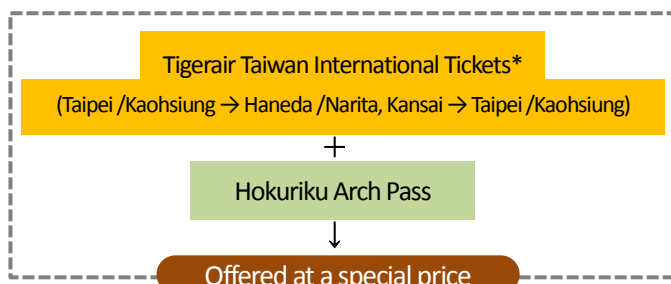 Tigerair Taiwan International Tickets*
(Taipei /Kaohsiung → Haneda /Narita, Kansai → Taipei /Kaohsiung)
+
Hokuriku Arch Pass
↓
Offered at a special price